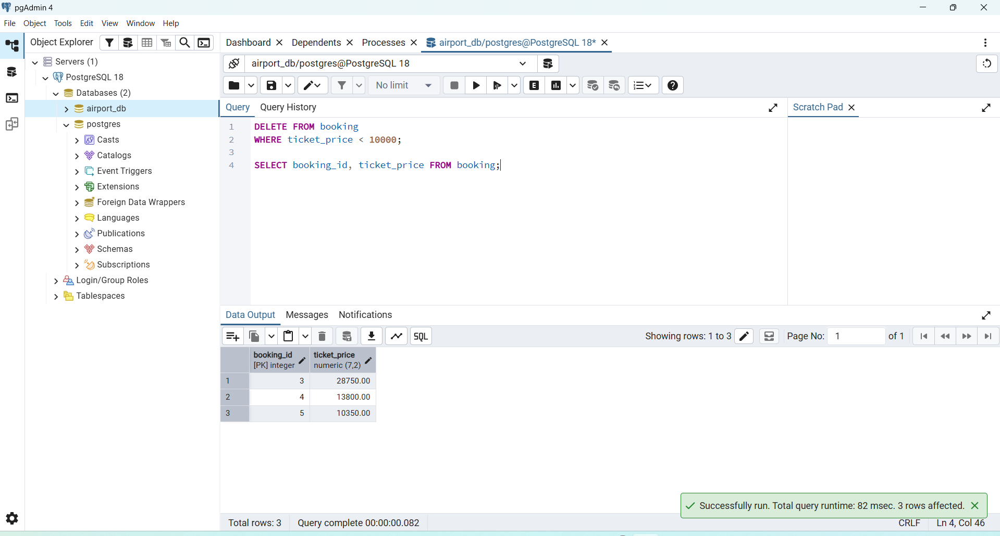 pgAdmin 4
File Object Tools Edit View Window Help
Object Explorer
Dashboard Dependents Processes airport_db/postgres@PostgreSQL 18*
Servers (1)
PostgreSQL 18
Databases (2)
airport_db
postgres
Casts
Catalogs
Event Triggers
Extensions
Foreign Data Wrappers
Languages
Publications
Schemas
Subscriptions
Login/Group Roles
Tablespaces
airport_db/postgres@PostgreSQL 18
No limit
E
Query Query History
Scratch Pad
1 DELETE FROM booking
2 WHERE ticket_price < 10000;
3
4 SELECT booking_id, ticket_price FROM booking;
Data Output Messages Notifications
SQL
Showing rows: 1 to 3 Page No: 1 of 1
booking_id ticket_price
[PK] integer numeric (7,2)
1 3 28750.00
2 4 13800.00
3 5 10350.00
Successfully run. Total query runtime: 82 msec. 3 rows affected.
Total rows: 3 Query complete 00:00:00.082 CRLF Ln 4, Col 46